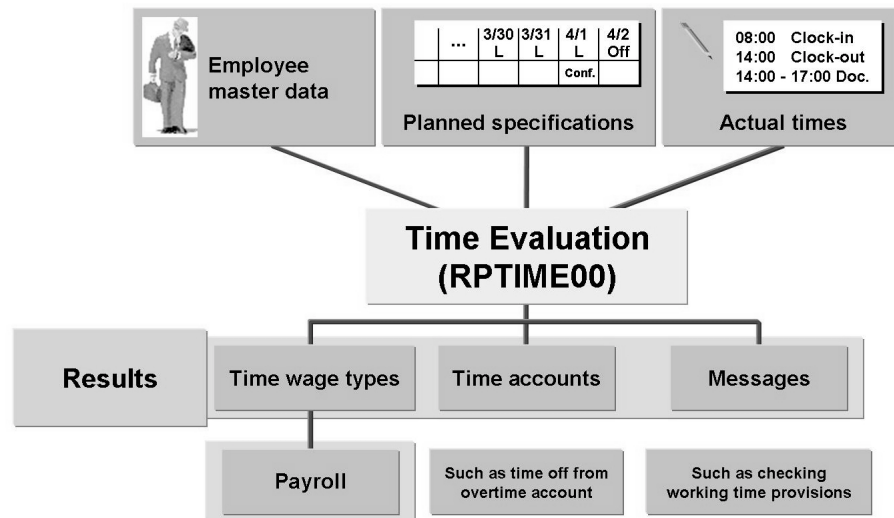 Employee
master data
... 3/30 3/31 4/1 4/2
L L L Off
Conf.
Planned specifications
08:00 Clock-in
14:00 Clock-out
14:00 - 17:00 Doc.
Actual times
Time Evaluation
(RPTIME00)
Results
Time wage types
Time accounts
Messages
Payroll
Such as time off from
overtime account
Such as checking
working time provisions